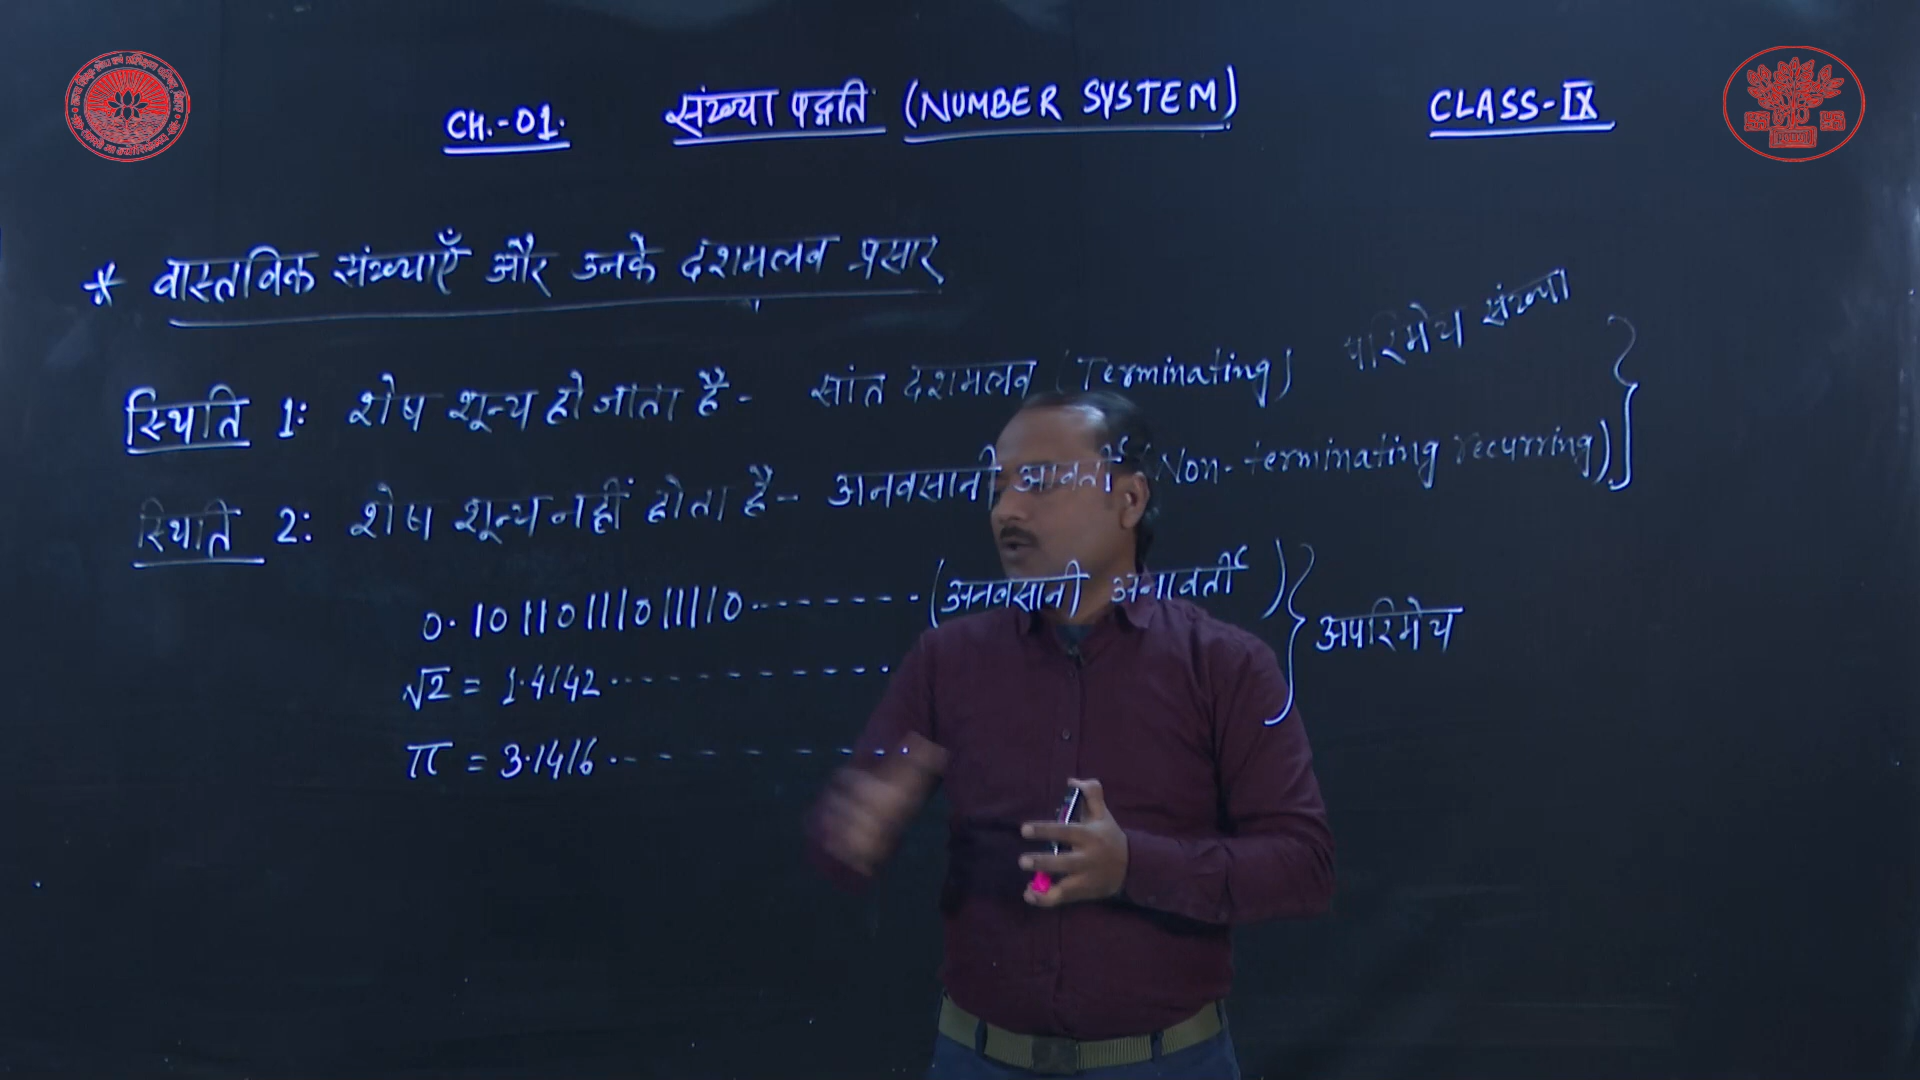 CH.-01. संख्या पद्धति (NUMBER SYSTEM) CLASS-IX
* वास्तविक संख्याएँ और उनके दशमलव प्रसार
स्थिति 1: शेष शून्य हो जाता है - सांत दशमलव (Terminating) परिमेय संख्या
स्थिति 2: शेष शून्य नहीं होता है - अनवसानी आवर्ती (Non-terminating recurring)
0.10110111011110-------- (अनवसानी अनावर्ती) अपरिमेय
√2 = 1.4142----------
π = 3.1416----------